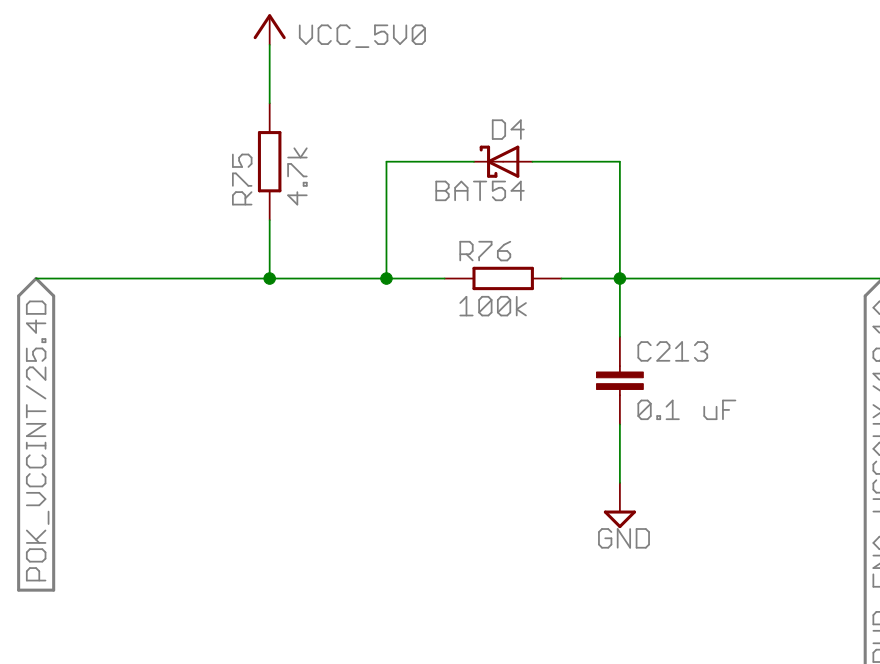 VCC_5V0
D4
R75
4.7k
BAT54
R76
100k
POK_VCCINT/25.4D
C213
0.1 uF
GND